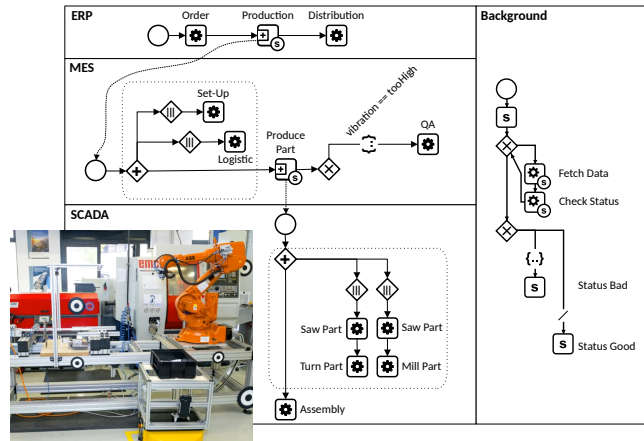 ERP
Order
Production
Distribution
s
MES
Set-Up
Logistic
Produce
Part
s
vibration == tooHigh
{..}
QA
SCADA
Saw Part
Saw Part
Turn Part
Mill Part
Assembly
Background
s
Fetch Data
s
Check Status
s
{..}
s
Status Bad
s
Status Good
ABB